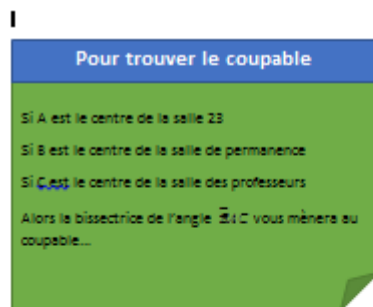 I
Pour trouver le coupable
Si A est le centre de la salle 23
Si B est le centre de la salle de permanence
Si C est le centre de la salle des professeurs
Alors la bissectrice de l'angle B̂AC vous mènera au
coupable...